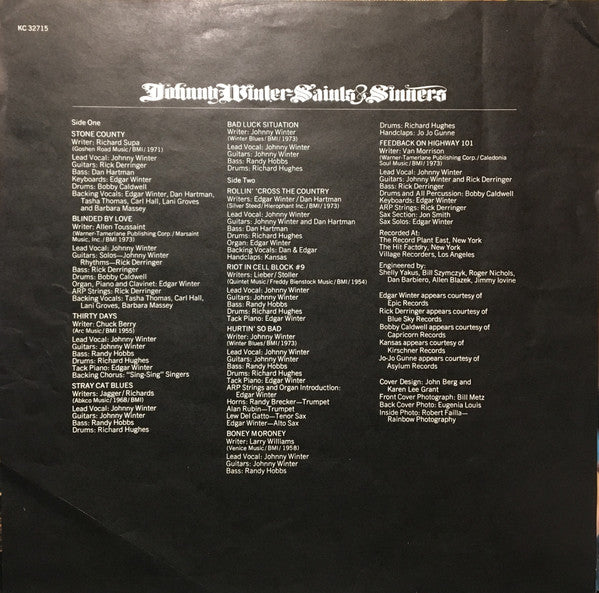 KC 32715
Johnny Winter-Saints & Sinners
Side One
STONE COUNTY
Writer: Richard Supa
(Goshen Road Music/BMI/1971)
Lead Vocal: Johnny Winter
Guitars: Rick Derringer
Bass: Dan Hartman
Keyboards: Edgar Winter
Drums: Bobby Caldwell
Backing Vocals: Edgar Winter, Dan Hartman,
Tasha Thomas, Carl Hall, Lani Groves
and Barbara Massey
BLINDED BY LOVE
Writer: Allen Toussaint
(Warner-Tamerlane Publishing Corp./Marsaint
Music, Inc./BMI 1973)
Lead Vocal: Johnny Winter
Guitars: Solos—Johnny Winter
Rhythms—Rick Derringer
Bass: Rick Derringer
Drums: Bobby Caldwell
Organ, Piano and Clavinet: Edgar Winter
ARP Strings: Rick Derringer
Backing Vocals: Tasha Thomas, Carl Hall,
Lani Groves, Barbara Massey
THIRTY DAYS
Writer: Chuck Berry
(Arc Music/BMI 1955)
Lead Vocal: Johnny Winter
Guitars: Johnny Winter
Bass: Randy Hobbs
Drums: Richard Hughes
Tack Piano: Edgar Winter
Backing Chorus: "Sing-Sing" Singers
STRAY CAT BLUES
Writers: Jagger/Richards
(Abkco Music/1968/BMI)
Lead Vocal: Johnny Winter
Guitars: Johnny Winter
Bass: Randy Hobbs
Drums: Richard Hughes
BAD LUCK SITUATION
Writer: Johnny Winter
(Winter Blues/BMI/1973)
Lead Vocal: Johnny Winter
Guitars: Johnny Winter
Bass: Randy Hobbs
Drums: Richard Hughes
Side Two
ROLLIN' 'CROSS THE COUNTRY
Writers: Edgar Winter/Dan Hartman
(Silver Steed/Hierophant Inc./BMI/1973)
Lead Vocal: Johnny Winter
Guitars: Johnny Winter and Dan Hartman
Bass: Dan Hartman
Drums: Richard Hughes
Organ: Edgar Winter
Backing Vocals: Dan & Edgar
Handclaps: Kansas
RIOT IN CELL BLOCK #9
Writers: Lieber/Stoller
(Quintet Music/Freddy Bienstock Music/BMI/1954)
Lead Vocal: Johnny Winter
Guitars: Johnny Winter
Bass: Randy Hobbs
Drums: Richard Hughes
Tack Piano: Edgar Winter
HURTIN' SO BAD
Writer: Johnny Winter
(Winter Blues/BMI/1973)
Lead Vocal: Johnny Winter
Guitars: Johnny Winter
Bass: Randy Hobbs
Drums: Richard Hughes
Tack Piano: Edgar Winter
ARP Strings and Organ Introduction:
Edgar Winter
Horns: Randy Brecker—Trumpet
Alan Rubin—Trumpet
Lew Del Gatto—Tenor Sax
Edgar Winter—Alto Sax
BONEY MORONEY
Writer: Larry Williams
(Venice Music/BMI/1958)
Lead Vocal: Johnny Winter
Guitars: Johnny Winter
Bass: Randy Hobbs
Drums: Richard Hughes
Handclaps: Jo Jo Gunne
FEEDBACK ON HIGHWAY 101
Writer: Van Morrison
(Warner-Tamerlane Publishing Corp./Caledonia
Soul Music/BMI/1973)
Lead Vocal: Johnny Winter
Guitars: Johnny Winter and Rick Derringer
Bass: Rick Derringer
Drums and All Percussion: Bobby Caldwell
Keyboards: Edgar Winter
ARP Strings: Rick Derringer
Sax Section: Jon Smith
Sax Solos: Edgar Winter
Recorded At:
The Record Plant East, New York
The Hit Factory, New York
Village Recorders, Los Angeles
Engineered by:
Shelly Yakus, Bill Szymczyk, Roger Nichols,
Dan Barbiero, Allen Blazek, Jimmy Iovine
Edgar Winter appears courtesy of
Epic Records
Rick Derringer appears courtesy of
Blue Sky Records
Bobby Caldwell appears courtesy of
Capricorn Records
Kansas appears courtesy of
Kirschner Records
Jo-Jo Gunne appears courtesy of
Asylum Records
Cover Design: John Berg and
Karen Lee Grant
Front Cover Photograph: Bill Metz
Back Cover Photo: Eugenia Louis
Inside Photo: Robert Failla—
Rainbow Photography